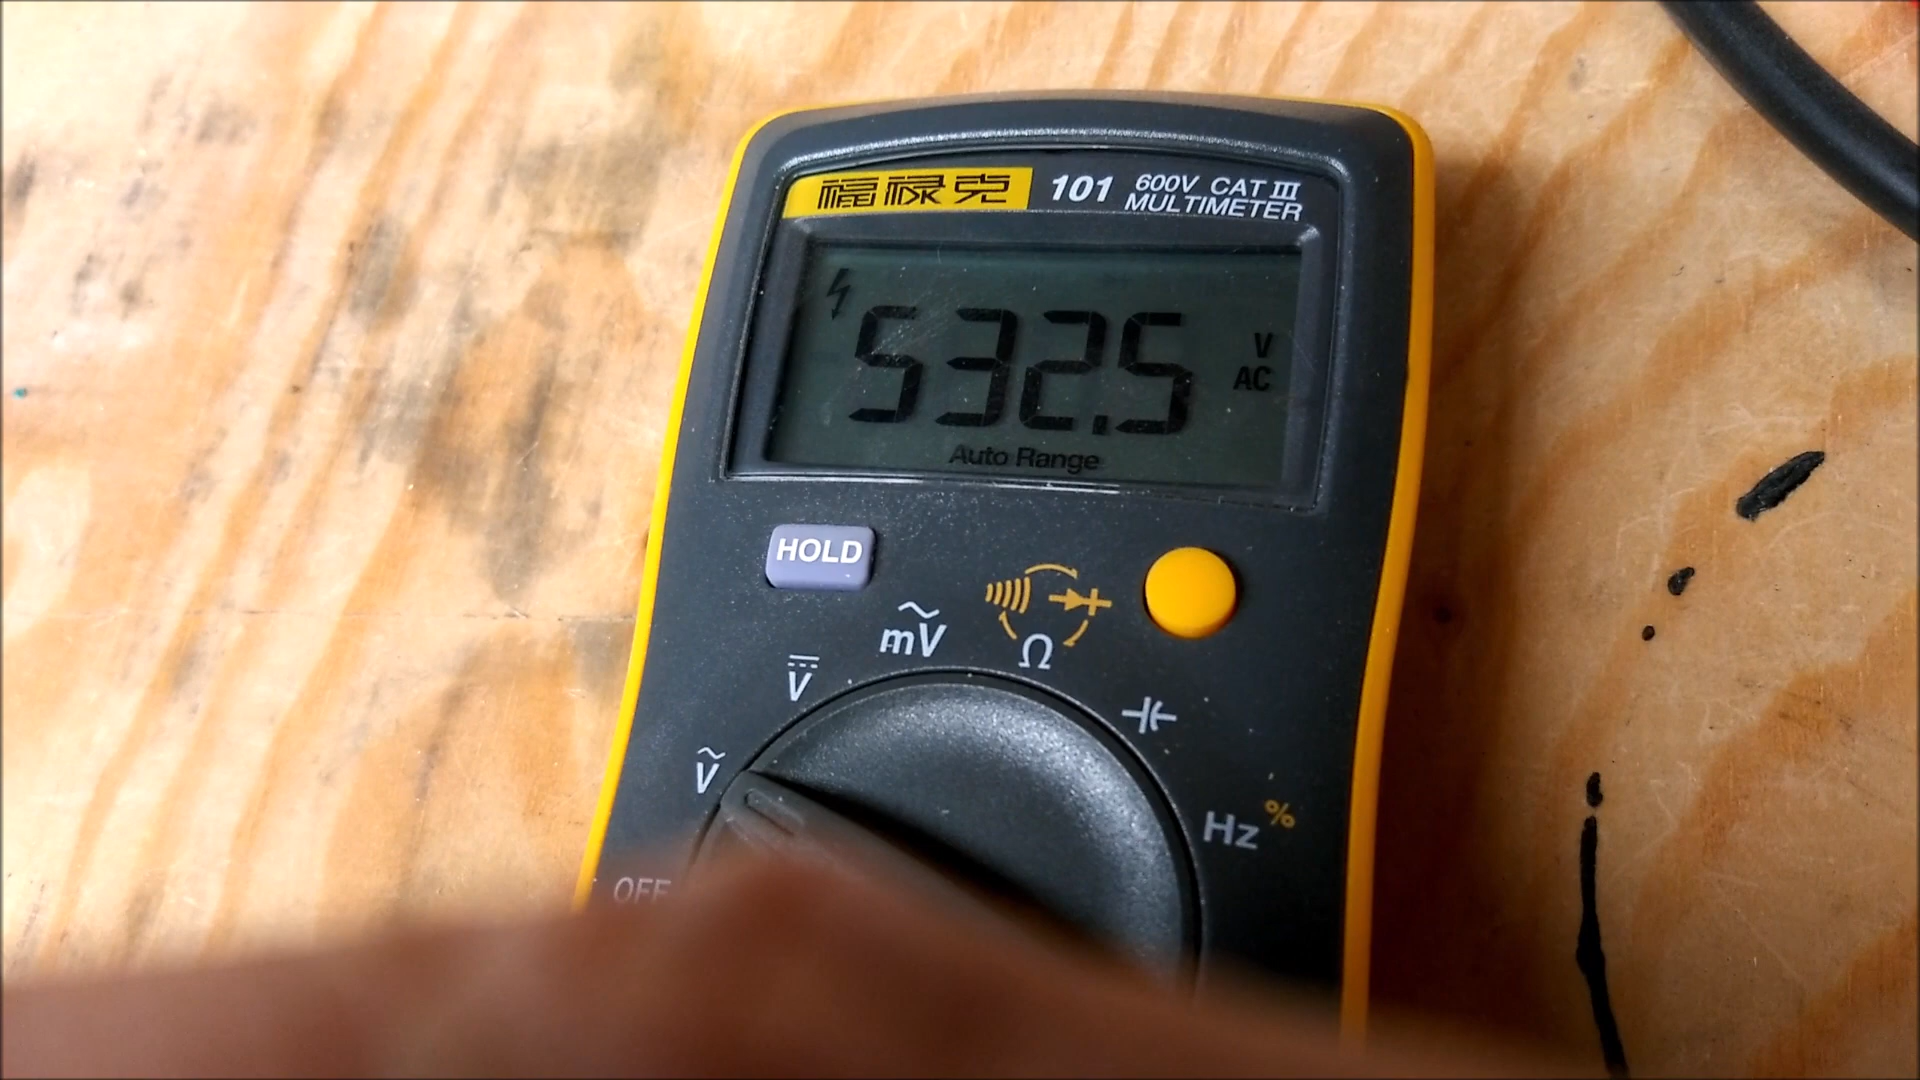 福禄克 101 600V CAT III
MULTIMETER
532.5 V
AC
Auto Range
HOLD
mV
Ω
V
V
Hz %
OFF